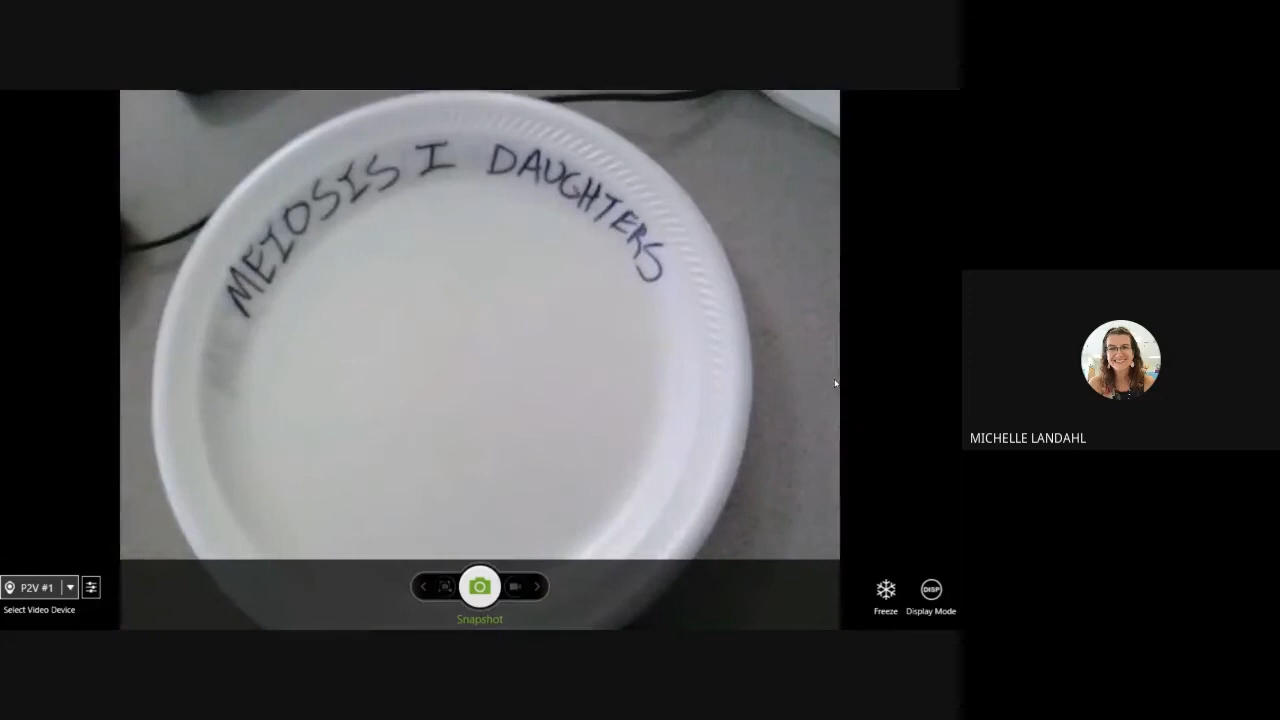 MEIOSIS I DAUGHTERS
MICHELLE LANDAHL
P2V #1
Select Video Device
Snapshot
Freeze
DISP
Display Mode